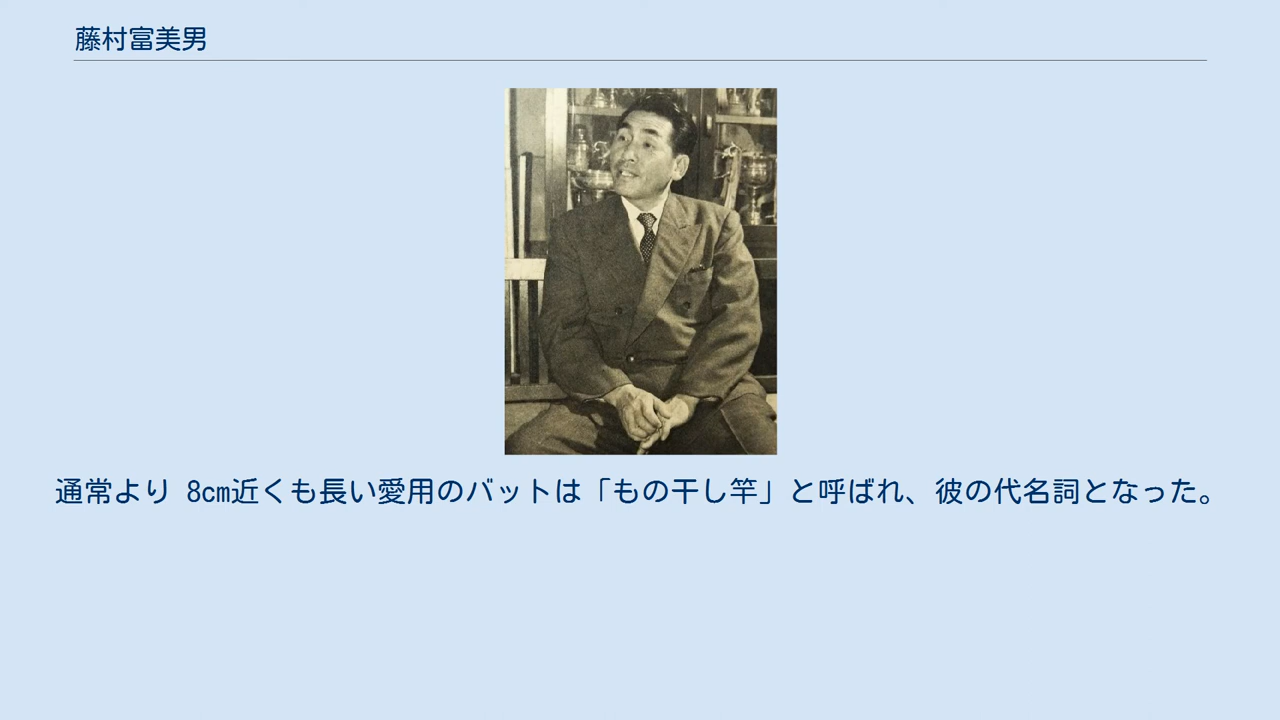 藤村富美男
通常より 8cm近くも長い愛用のバットは「もの干し竿」と呼ばれ、彼の代名詞となった。